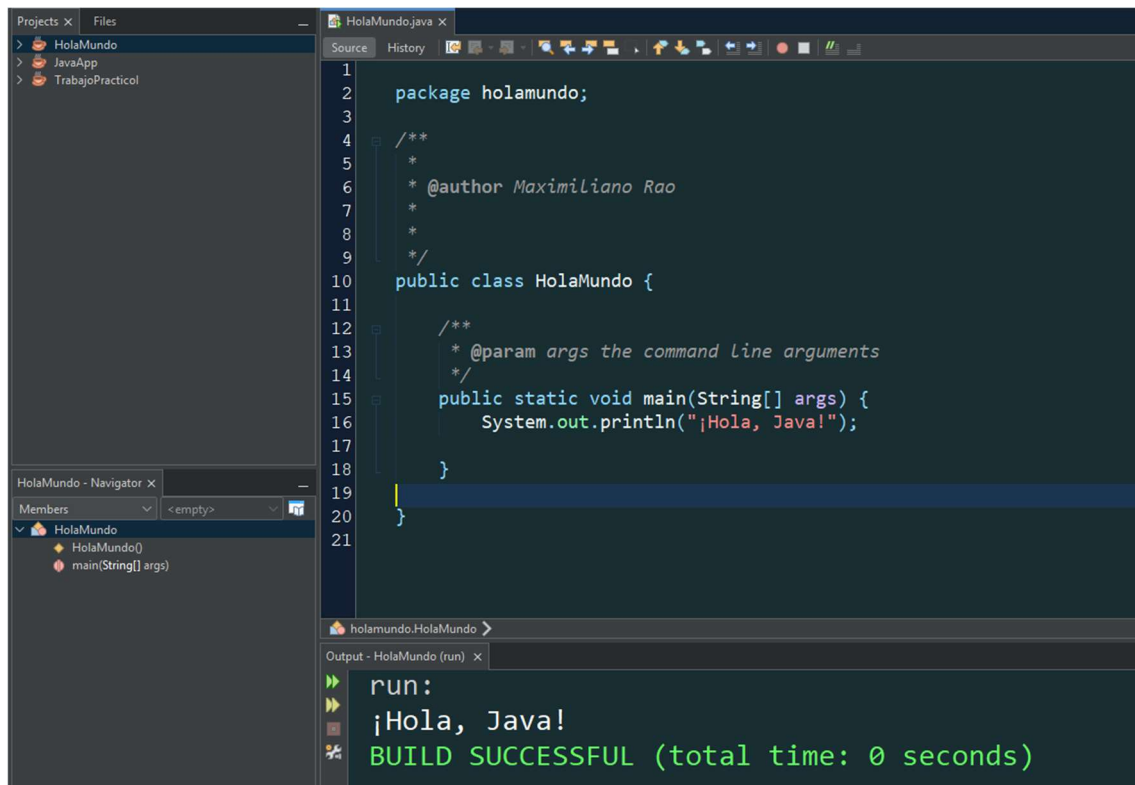 Projects Files
HolaMundo
JavaApp
TrabajoPracticol
HolaMundo - Navigator
Members <empty>
HolaMundo
HolaMundo()
main(String[] args)
HolaMundo.java
Source History
1
2 package holamundo;
3
4 /**
5 *
6 * @author Maximiliano Rao
7 *
8 *
9 */
10 public class HolaMundo {
11
12 /**
13 * @param args the command line arguments
14 */
15 public static void main(String[] args) {
16 System.out.println("¡Hola, Java!");
17
18 }
19
20 }
21
holamundo.HolaMundo
Output - HolaMundo (run)
run:
¡Hola, Java!
BUILD SUCCESSFUL (total time: 0 seconds)